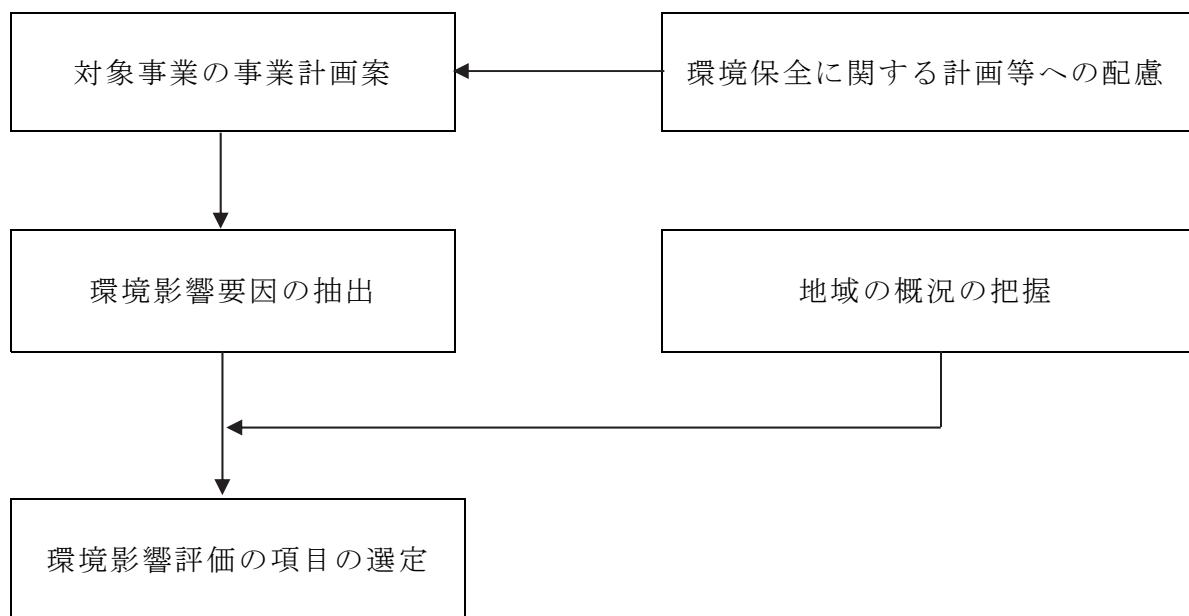 対象事業の事業計画案
環境保全に関する計画等への配慮
環境影響要因の抽出
地域の概況の把握
環境影響評価の項目の選定